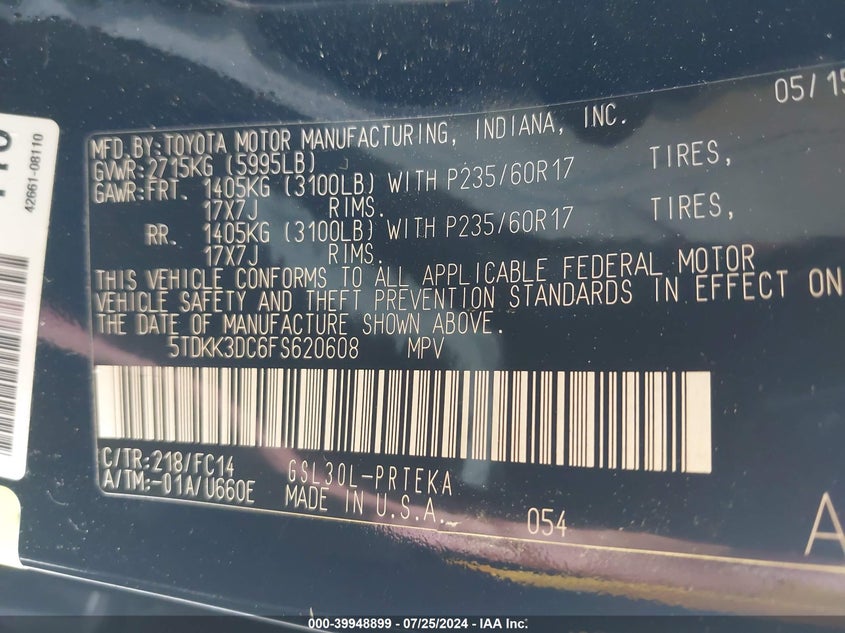 05/15
MFD. BY: TOYOTA MOTOR MANUFACTURING, INDIANA, INC.
GVWR: 2715KG (5995LB)
GAWR: FRT. 1405KG (3100LB) WITH P235/60R17 TIRES,
17X7J RIMS.
RR. 1405KG (3100LB) WITH P235/60R17 TIRES,
17X7J RIMS.
THIS VEHICLE CONFORMS TO ALL APPLICABLE FEDERAL MOTOR
VEHICLE SAFETY AND THEFT PREVENTION STANDARDS IN EFFECT ON
THE DATE OF MANUFACTURE SHOWN ABOVE.
5TDKK3DC6FS620608 MPV
C/TR: 218/FC14 GSL30L-PRTEKA
A/TM: -01A/U660E MADE IN U.S.A. 054
A
42661-08110
000-39948899 - 07/25/2024 - IAA Inc.